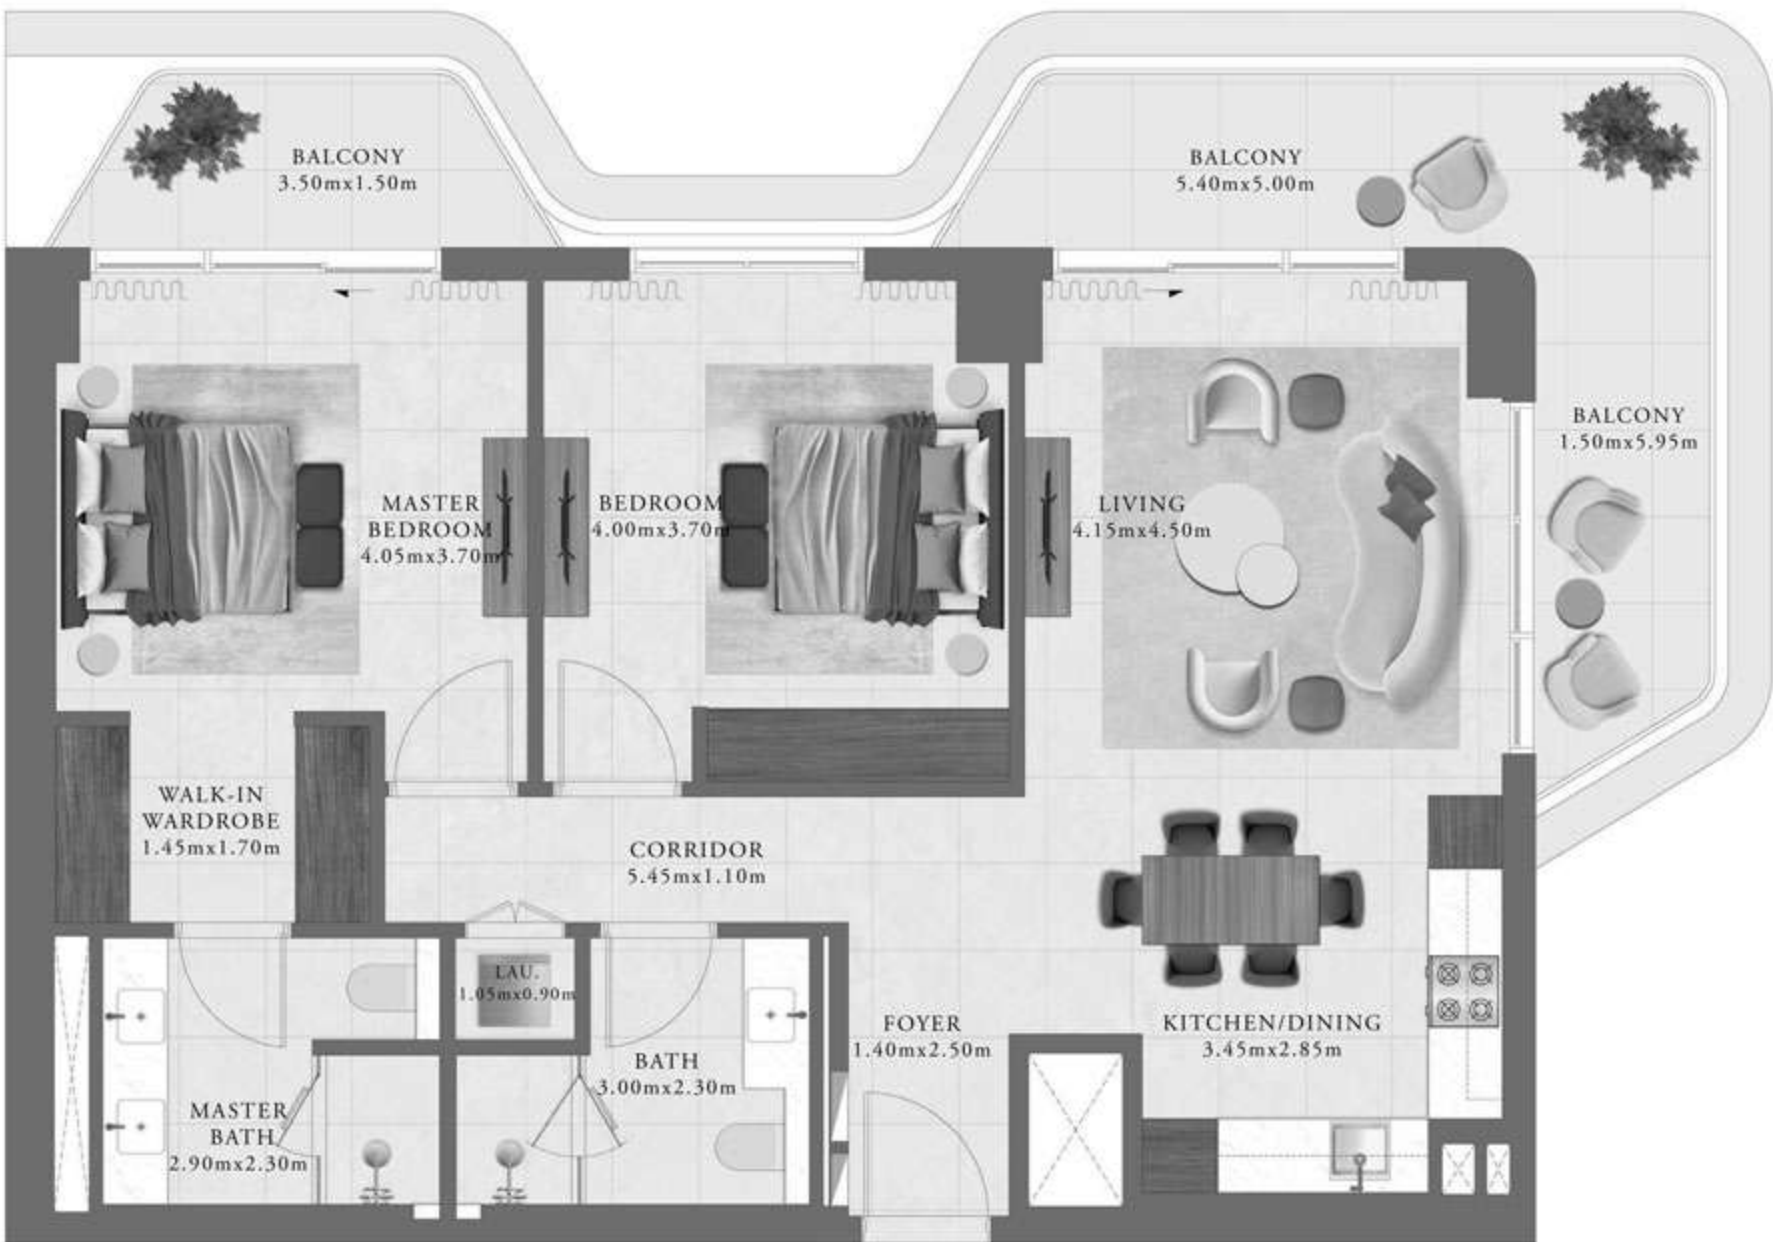 BALCONY
3.50mx1.50m
BALCONY
5.40mx5.00m
BALCONY
1.50mx5.95m
MASTER
BEDROOM
4.05mx3.70m
BEDROOM
4.00mx3.70m
LIVING
4.15mx4.50m
WALK-IN
WARDROBE
1.45mx1.70m
CORRIDOR
5.45mx1.10m
LAU.
1.05mx0.90m
FOYER
1.40mx2.50m
KITCHEN/DINING
3.45mx2.85m
BATH
3.00mx2.30m
MASTER
BATH
2.90mx2.30m